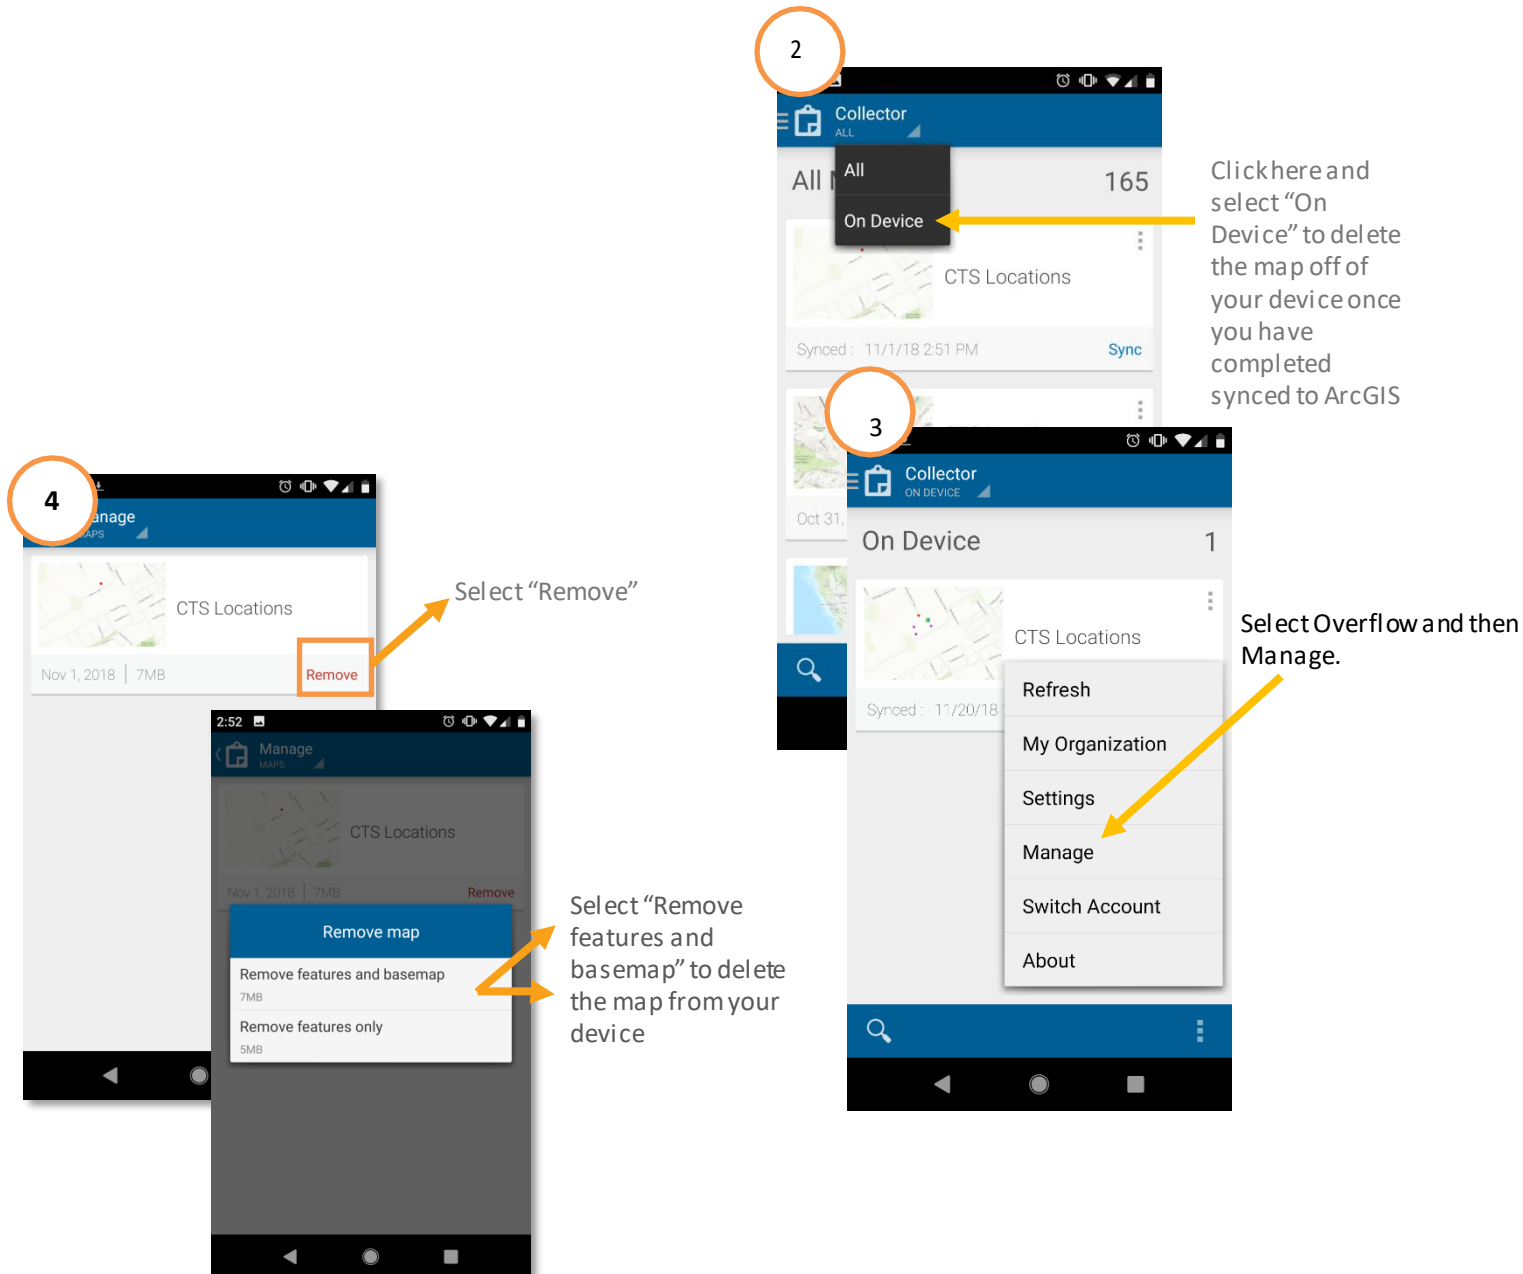 2
Collector
ALL
All
On Device
165
CTS Locations
Synced : 11/1/18 2:51 PM
Sync
Click here and
select “On
Device” to delete
the map off of
your device once
you have
completed
synced to ArcGIS
Oct 31,
3
Collector
ON DEVICE
On Device
1
CTS Locations
Synced : 11/20/18
Refresh
My Organization
Settings
Manage
Switch Account
About
Select Overflow and then
Manage.
4
anage
MAPS
CTS Locations
Nov 1, 2018 | 7MB
Remove
Select “Remove”
2:52
Manage
MAPS
CTS Locations
Nov 1, 2018 | 7MB
Remove
Remove map
Remove features and basemap
7MB
Remove features only
5MB
Select “Remove
features and
basemap” to delete
the map from your
device